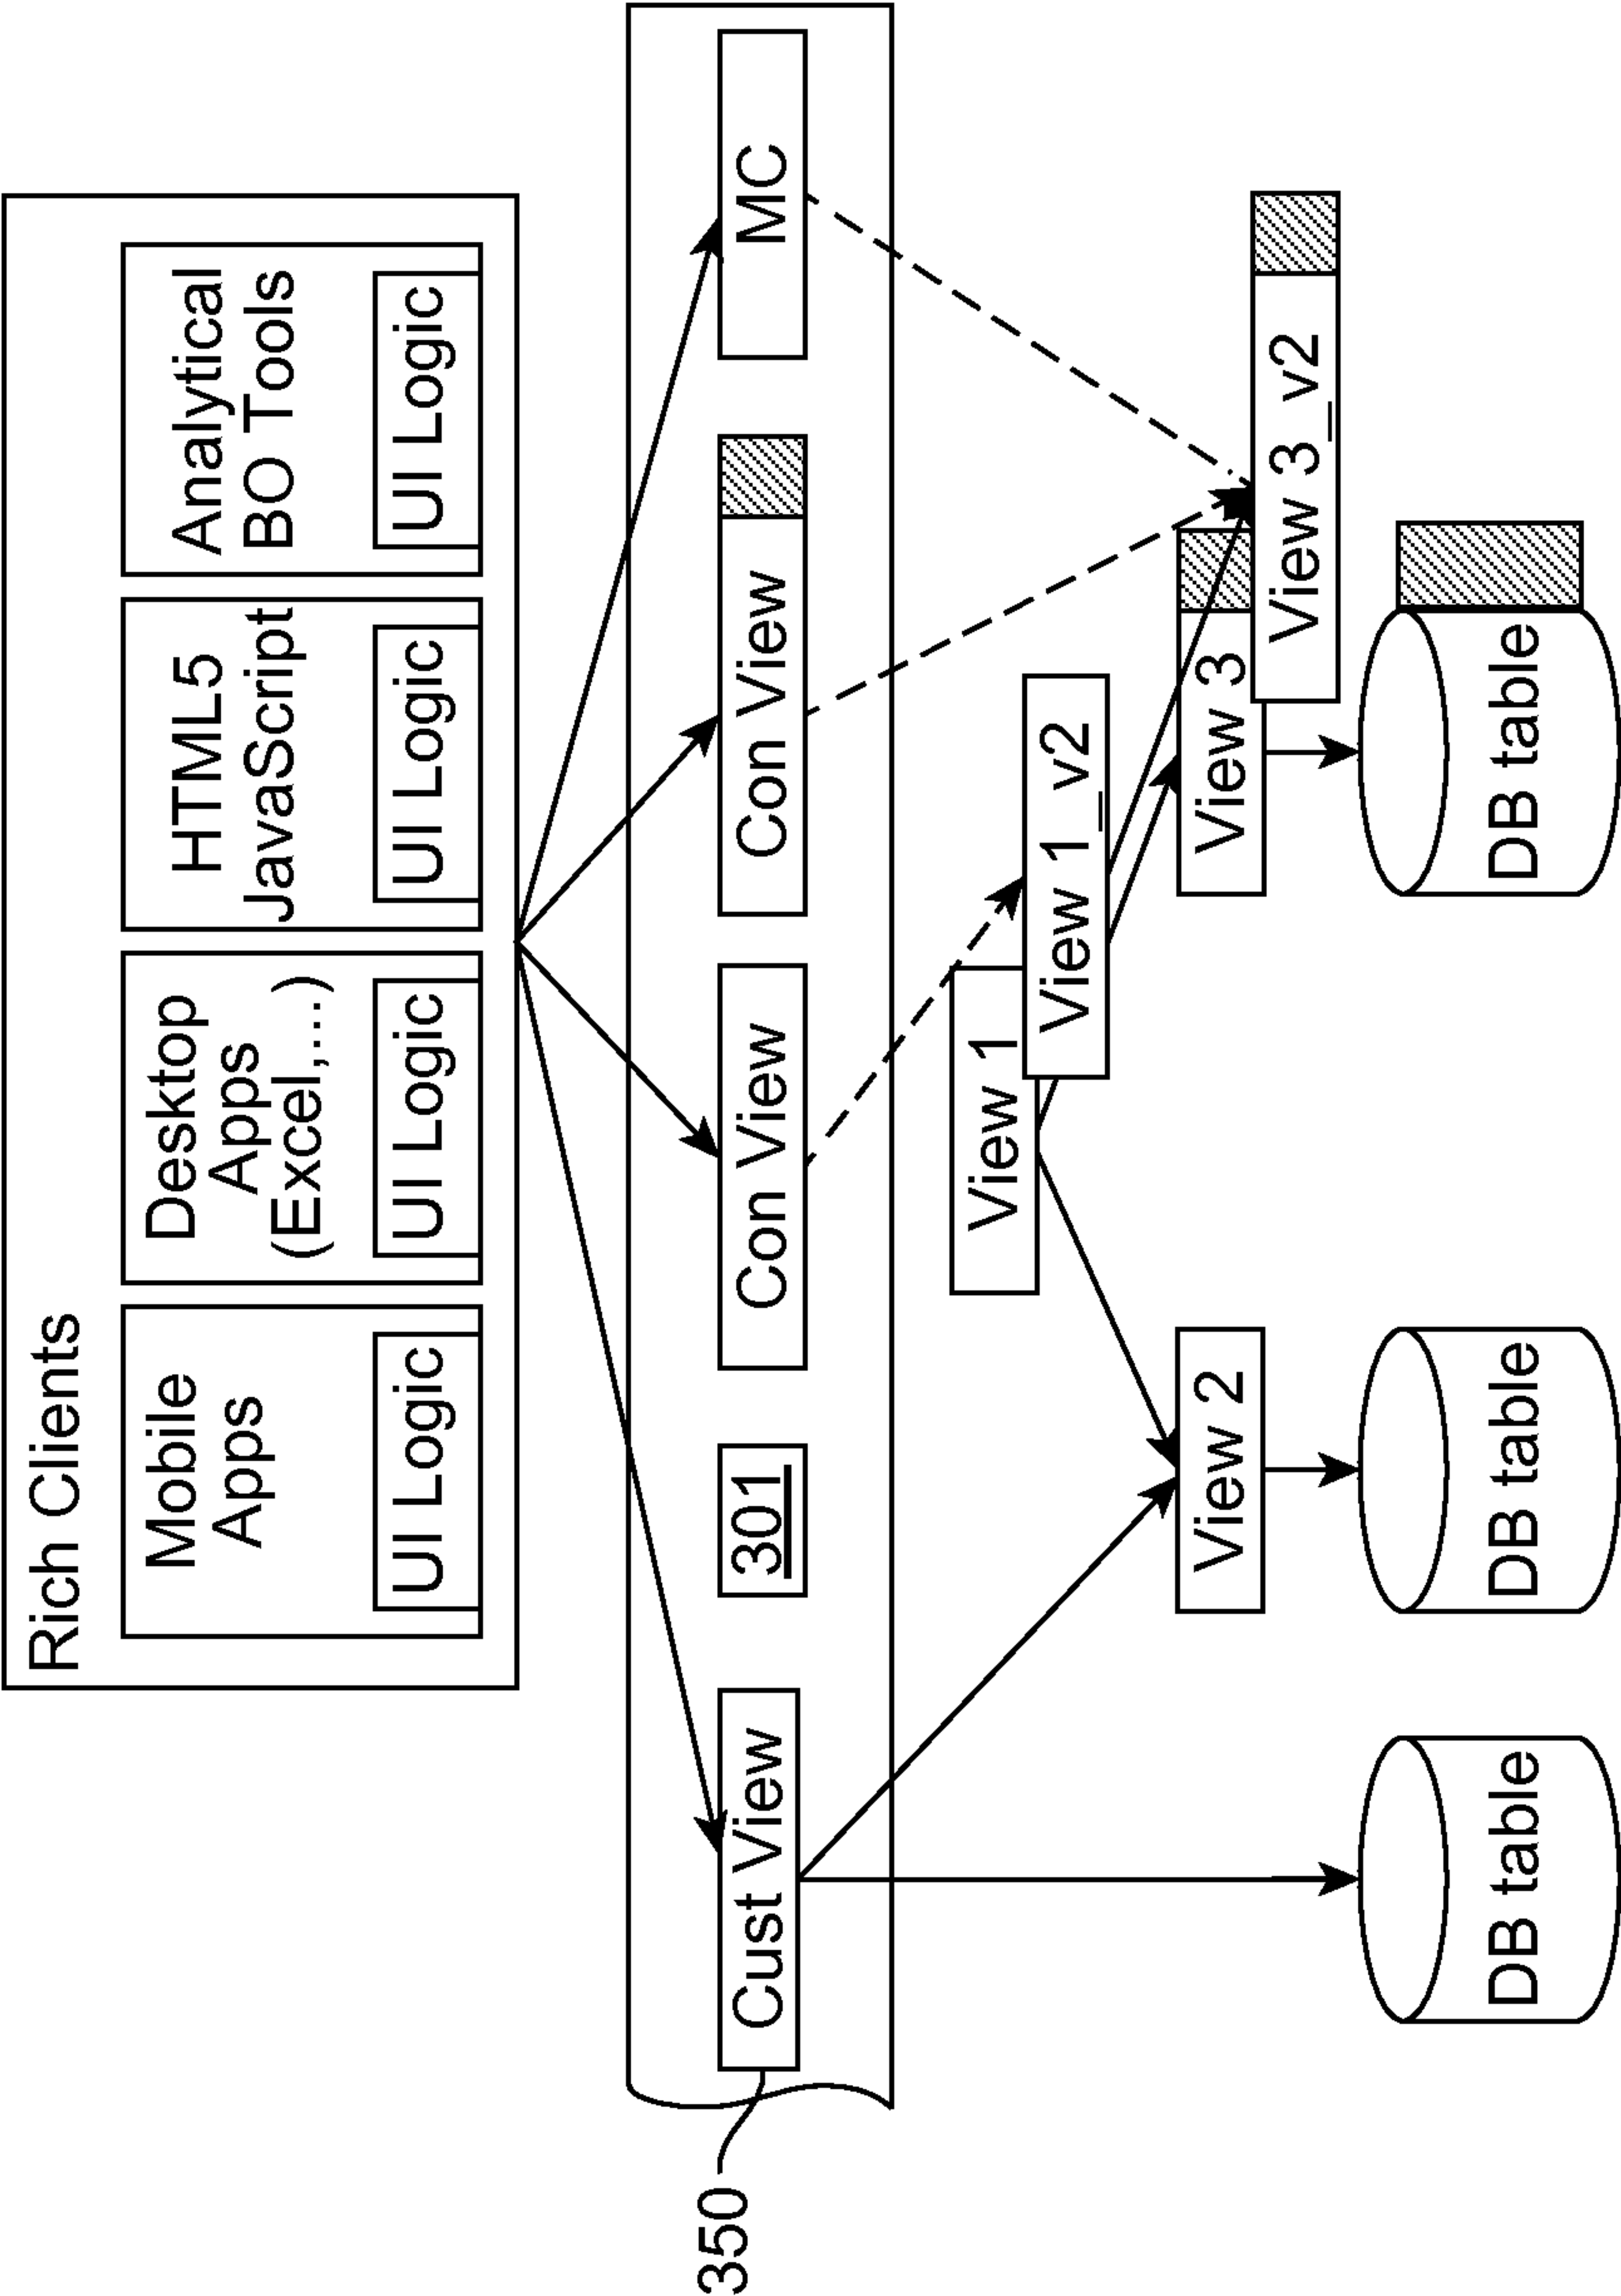 Rich Clients
Mobile
Apps
UI Logic
Desktop
Apps
(Excel,...)
UI Logic
HTML5
JavaScript
UI Logic
Analytical
BO Tools
UI Logic
350
Cust View
301
Con View
Con View
MC
View 1
View 1_v2
View 2
View 3
View 3_v2
DB table
DB table
DB table